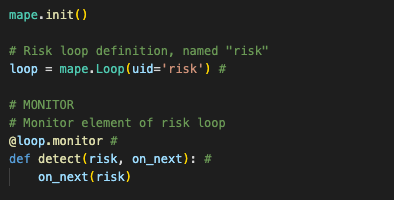 mape.init()
# Risk loop definition, named "risk"
loop = mape.Loop(uid='risk') #
# MONITOR
# Monitor element of risk loop
@loop.monitor #
def detect(risk, on_next): #
    on_next(risk)